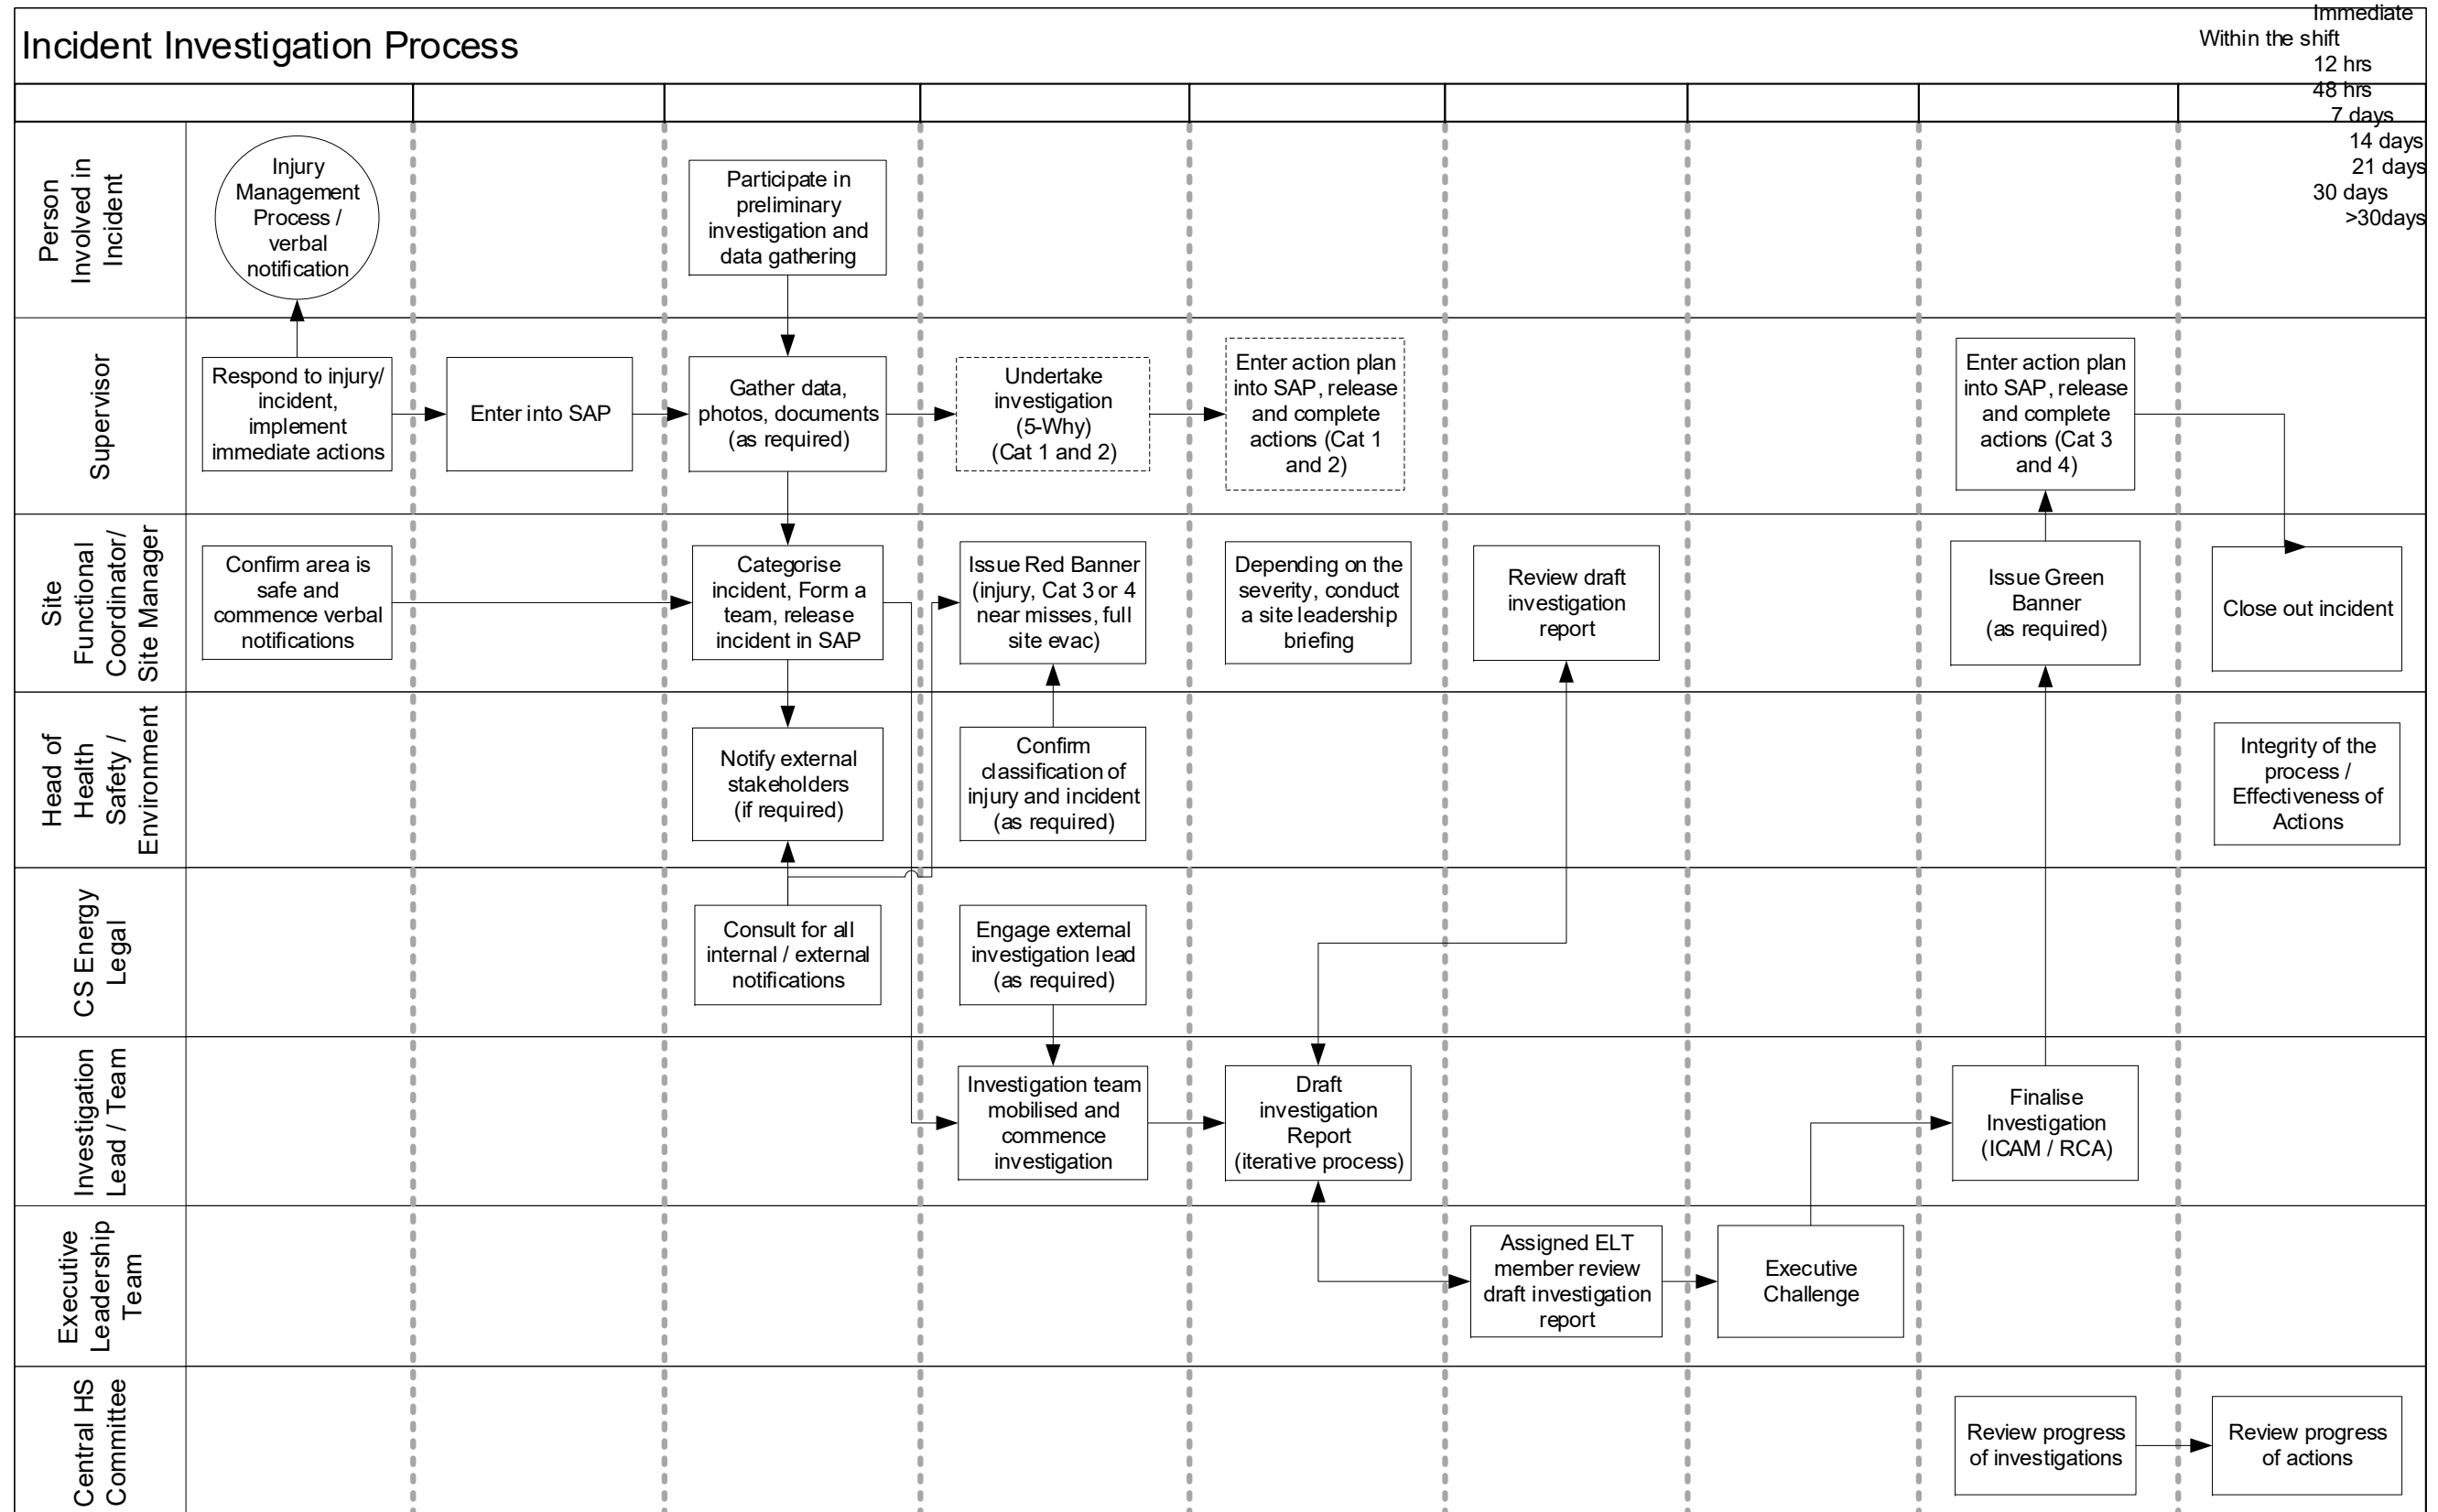 Incident Investigation Process
Immediate
Within the shift
12 hrs
48 hrs
7 days
14 days
21 days
30 days
>30days
Person
Involved in
Incident
Injury
Management
Process /
verbal
notification
Participate in
preliminary
investigation and
data gathering
Supervisor
Respond to injury/
incident,
implement
immediate actions
Enter into SAP
Gather data,
photos, documents
(as required)
Undertake
investigation
(5-Why)
(Cat 1 and 2)
Enter action plan
into SAP, release
and complete
actions (Cat 1
and 2)
Enter action plan
into SAP, release
and complete
actions (Cat 3
and 4)
Site
Functional
Coordinator/
Site Manager
Confirm area is
safe and
commence verbal
notifications
Categorise
incident, Form a
team, release
incident in SAP
Issue Red Banner
(injury, Cat 3 or 4
near misses, full
site evac)
Depending on the
severity, conduct
a site leadership
briefing
Review draft
investigation
report
Issue Green
Banner
(as required)
Close out incident
Head of
Health
Safety /
Environment
Notify external
stakeholders
(if required)
Confirm
classification of
injury and incident
(as required)
Integrity of the
process /
Effectiveness of
Actions
CS Energy
Legal
Consult for all
internal / external
notifications
Engage external
investigation lead
(as required)
Investigation
Lead / Team
Investigation team
mobilised and
commence
investigation
Draft
investigation
Report
(iterative process)
Finalise
Investigation
(ICAM / RCA)
Executive
Leadership
Team
Assigned ELT
member review
draft investigation
report
Executive
Challenge
Central HS
Committee
Review progress
of investigations
Review progress
of actions